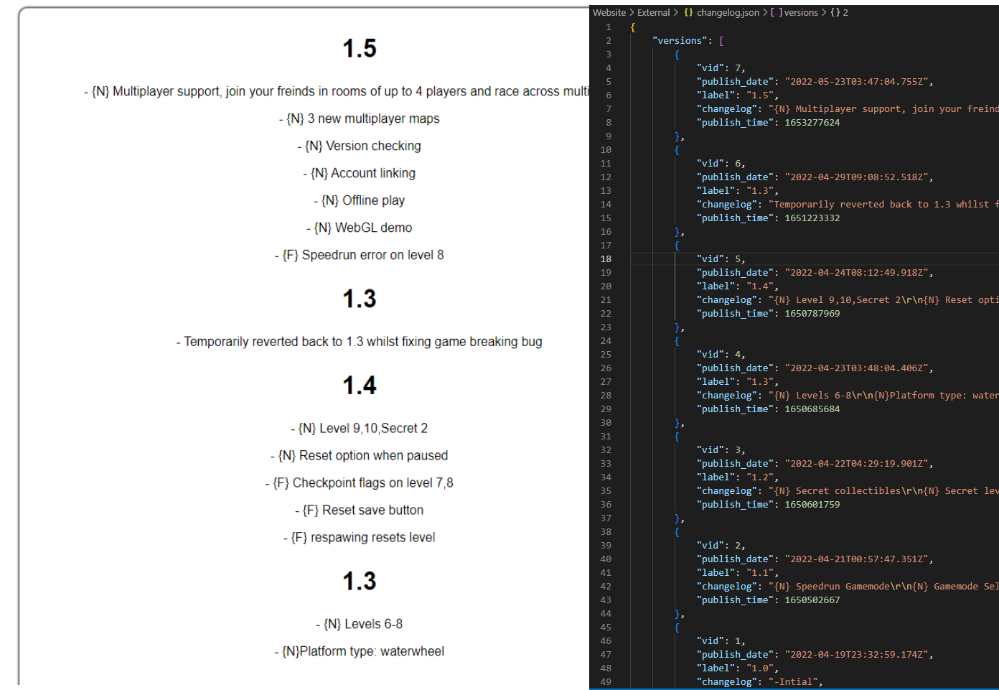 1.5
- {N} Multiplayer support, join your freinds in rooms of up to 4 players and race across multi
- {N} 3 new multiplayer maps
- {N} Version checking
- {N} Account linking
- {N} Offline play
- {N} WebGL demo
- {F} Speedrun error on level 8
1.3
- Temporarily reverted back to 1.3 whilst fixing game breaking bug
1.4
- {N} Level 9,10,Secret 2
- {N} Reset option when paused
- {F} Checkpoint flags on level 7,8
- {F} Reset save button
- {F} respawing resets level
1.3
- {N} Levels 6-8
- {N}Platform type: waterwheel
Website > External > {} changelog.json > [ ] versions > {} 2
1 {
2 "versions": [
3 {
4 "vid": 7,
5 "publish_date": "2022-05-23T03:47:04.755Z",
6 "label": "1.5",
7 "changelog": "{N} Multiplayer support, join your freind
8 "publish_time": 1653277624
9 },
10 {
11 "vid": 6,
12 "publish_date": "2022-04-29T09:08:52.518Z",
13 "label": "1.3",
14 "changelog": "Temporarily reverted back to 1.3 whilst f
15 "publish_time": 1651223332
16 },
17 {
18 "vid": 5,
19 "publish_date": "2022-04-24T08:12:49.918Z",
20 "label": "1.4",
21 "changelog": "{N} Level 9,10,Secret 2\r\n{N} Reset opti
22 "publish_time": 1650787969
23 },
24 {
25 "vid": 4,
26 "publish_date": "2022-04-23T03:48:04.406Z",
27 "label": "1.3",
28 "changelog": "{N} Levels 6-8\r\n{N}Platform type: water
29 "publish_time": 1650685684
30 },
31 {
32 "vid": 3,
33 "publish_date": "2022-04-22T04:29:19.901Z",
34 "label": "1.2",
35 "changelog": "{N} Secret collectibles\r\n{N} Secret lev
36 "publish_time": 1650601759
37 },
38 {
39 "vid": 2,
40 "publish_date": "2022-04-21T00:57:47.351Z",
41 "label": "1.1",
42 "changelog": "{N} Speedrun Gamemode\r\n{N} Gamemode Sel
43 "publish_time": 1650502667
44 },
45 {
46 "vid": 1,
47 "publish_date": "2022-04-19T23:32:59.174Z",
48 "label": "1.0",
49 "changelog": "-Intial",